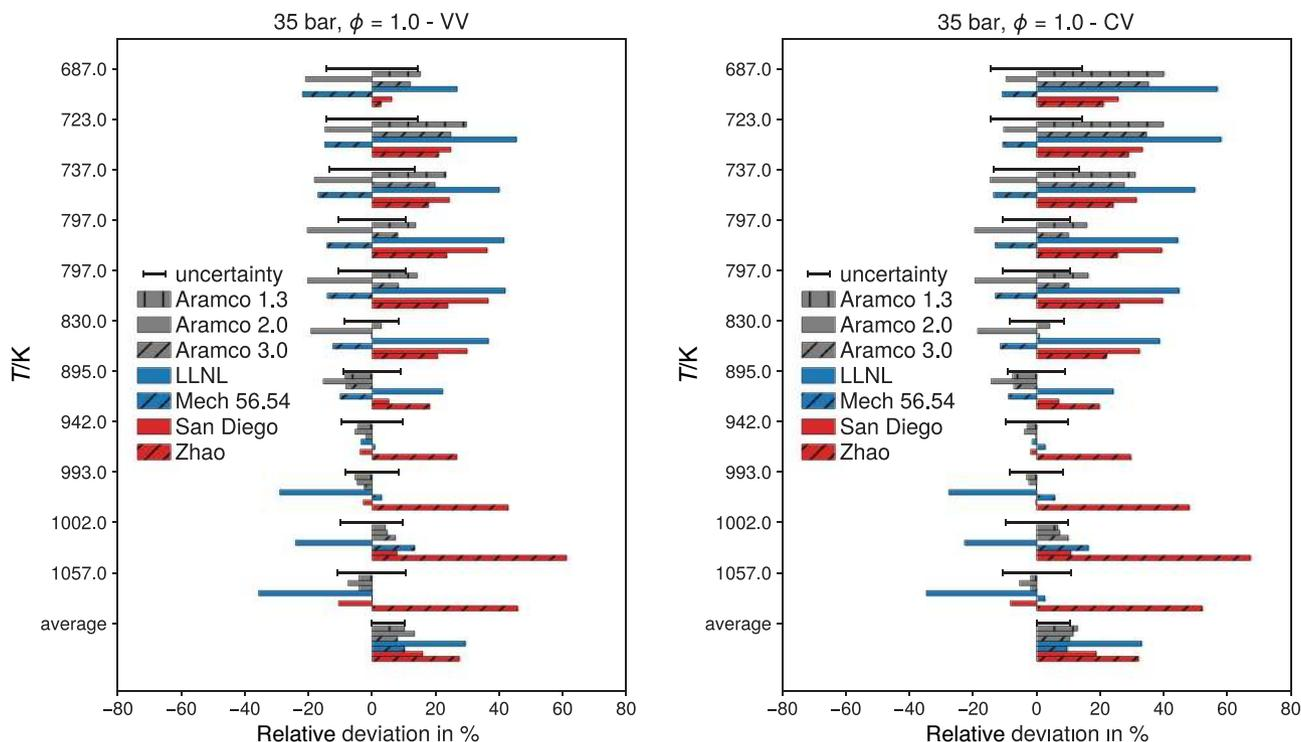 35 bar, ϕ = 1.0 - VV
687.0
723.0
737.0
797.0
797.0
830.0
895.0
942.0
993.0
1002.0
1057.0
average
T/K
uncertainty
Aramco 1.3
Aramco 2.0
Aramco 3.0
LLNL
Mech 56.54
San Diego
Zhao
−80 −60 −40 −20 0 20 40 60 80
Relative deviation in %
35 bar, ϕ = 1.0 - CV
687.0
723.0
737.0
797.0
797.0
830.0
895.0
942.0
993.0
1002.0
1057.0
average
T/K
uncertainty
Aramco 1.3
Aramco 2.0
Aramco 3.0
LLNL
Mech 56.54
San Diego
Zhao
−80 −60 −40 −20 0 20 40 60 80
Relative deviation in %